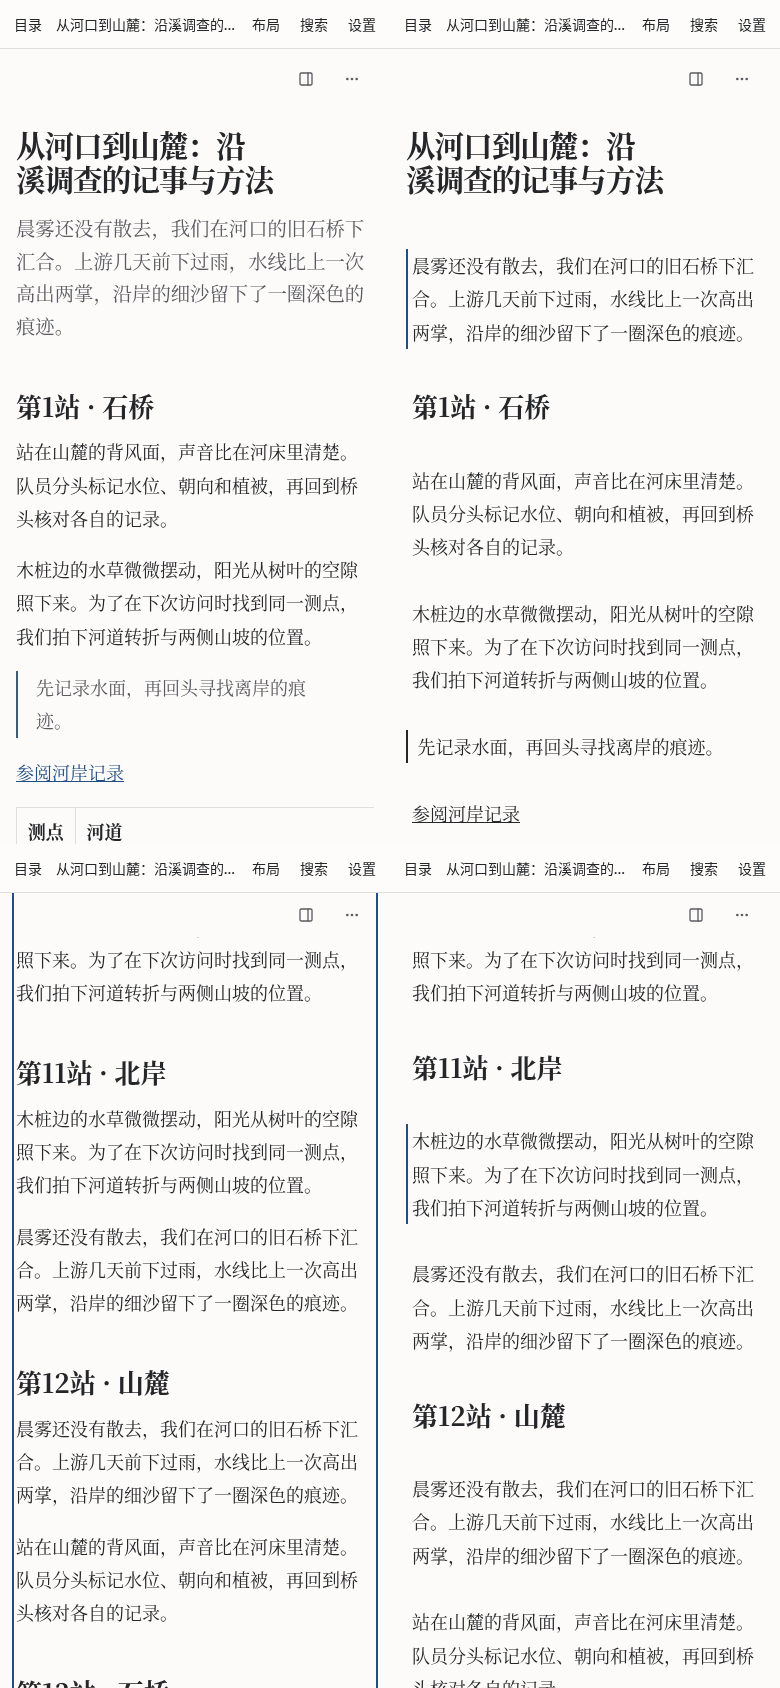 目录 从河口到山麓：沿溪调查的... 布局 搜索 设置
从河口到山麓：沿
溪调查的记事与方法
晨雾还没有散去，我们在河口的旧石桥下
汇合。上游几天前下过雨，水线比上一次
高出两掌，沿岸的细沙留下了一圈深色的
痕迹。
第1站 · 石桥
站在山麓的背风面，声音比在河床里清楚。
队员分头标记水位、朝向和植被，再回到桥
头核对各自的记录。
木桩边的水草微微摆动，阳光从树叶的空隙
照下来。为了在下次访问时找到同一测点，
我们拍下河道转折与两侧山坡的位置。
先记录水面，再回头寻找离岸的痕
迹。
参阅河岸记录
测点 河道
目录 从河口到山麓：沿溪调查的... 布局 搜索 设置
从河口到山麓：沿
溪调查的记事与方法
晨雾还没有散去，我们在河口的旧石桥下汇
合。上游几天前下过雨，水线比上一次高出
两掌，沿岸的细沙留下了一圈深色的痕迹。
第1站 · 石桥
站在山麓的背风面，声音比在河床里清楚。
队员分头标记水位、朝向和植被，再回到桥
头核对各自的记录。
木桩边的水草微微摆动，阳光从树叶的空隙
照下来。为了在下次访问时找到同一测点，
我们拍下河道转折与两侧山坡的位置。
先记录水面，再回头寻找离岸的痕迹。
参阅河岸记录
目录 从河口到山麓：沿溪调查的... 布局 搜索 设置
照下来。为了在下次访问时找到同一测点，
我们拍下河道转折与两侧山坡的位置。
第11站 · 北岸
木桩边的水草微微摆动，阳光从树叶的空隙
照下来。为了在下次访问时找到同一测点，
我们拍下河道转折与两侧山坡的位置。
晨雾还没有散去，我们在河口的旧石桥下汇
合。上游几天前下过雨，水线比上一次高出
两掌，沿岸的细沙留下了一圈深色的痕迹。
第12站 · 山麓
晨雾还没有散去，我们在河口的旧石桥下汇
合。上游几天前下过雨，水线比上一次高出
两掌，沿岸的细沙留下了一圈深色的痕迹。
站在山麓的背风面，声音比在河床里清楚。
队员分头标记水位、朝向和植被，再回到桥
头核对各自的记录。
第13站 · 石桥
目录 从河口到山麓：沿溪调查的... 布局 搜索 设置
照下来。为了在下次访问时找到同一测点，
我们拍下河道转折与两侧山坡的位置。
第11站 · 北岸
木桩边的水草微微摆动，阳光从树叶的空隙
照下来。为了在下次访问时找到同一测点，
我们拍下河道转折与两侧山坡的位置。
晨雾还没有散去，我们在河口的旧石桥下汇
合。上游几天前下过雨，水线比上一次高出
两掌，沿岸的细沙留下了一圈深色的痕迹。
第12站 · 山麓
晨雾还没有散去，我们在河口的旧石桥下汇
合。上游几天前下过雨，水线比上一次高出
两掌，沿岸的细沙留下了一圈深色的痕迹。
站在山麓的背风面，声音比在河床里清楚。
队员分头标记水位、朝向和植被，再回到桥
头核对各自的记录。